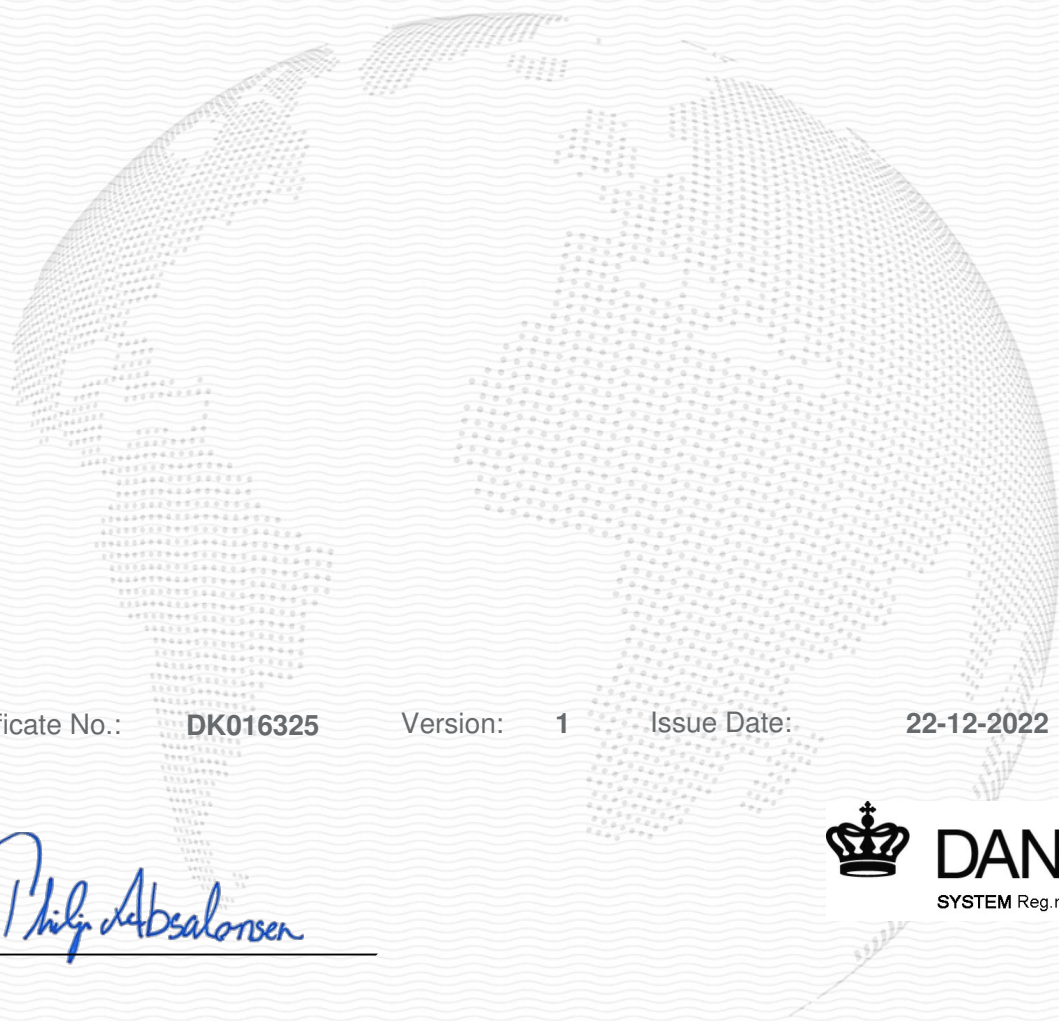 ficate No.: DK016325 Version: 1 Issue Date: 22-12-2022
Philip Absalonsen
DAN
SYSTEM Reg.n